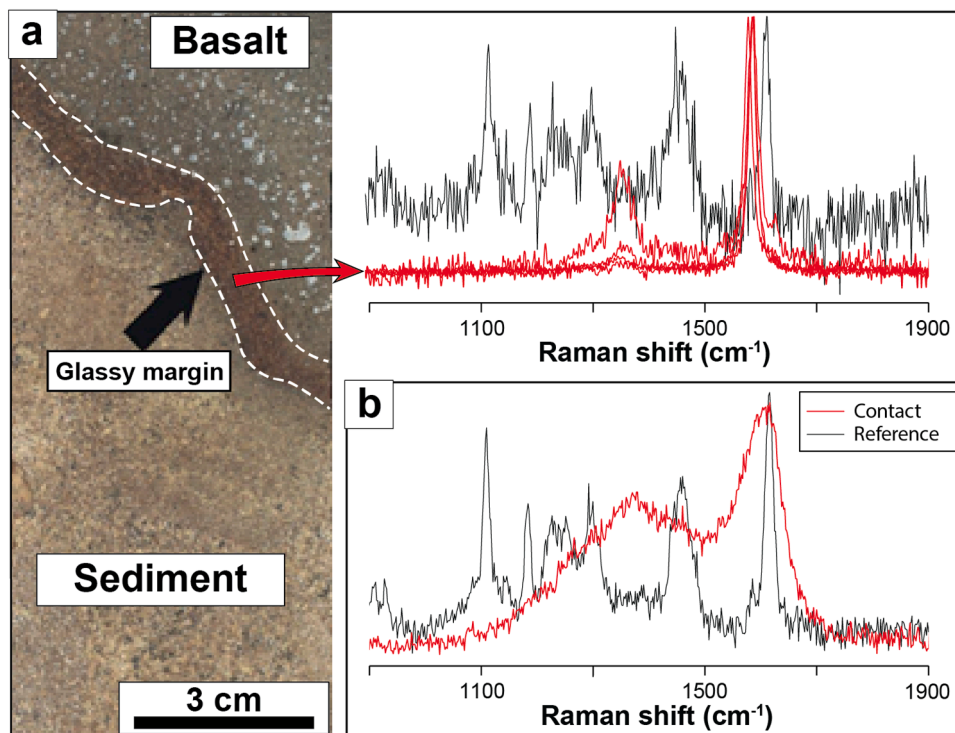 a
Basalt
Glassy margin
Sediment
3 cm
1100 1500 1900
Raman shift (cm-1)
b
Contact
Reference
1100 1500 1900
Raman shift (cm-1)